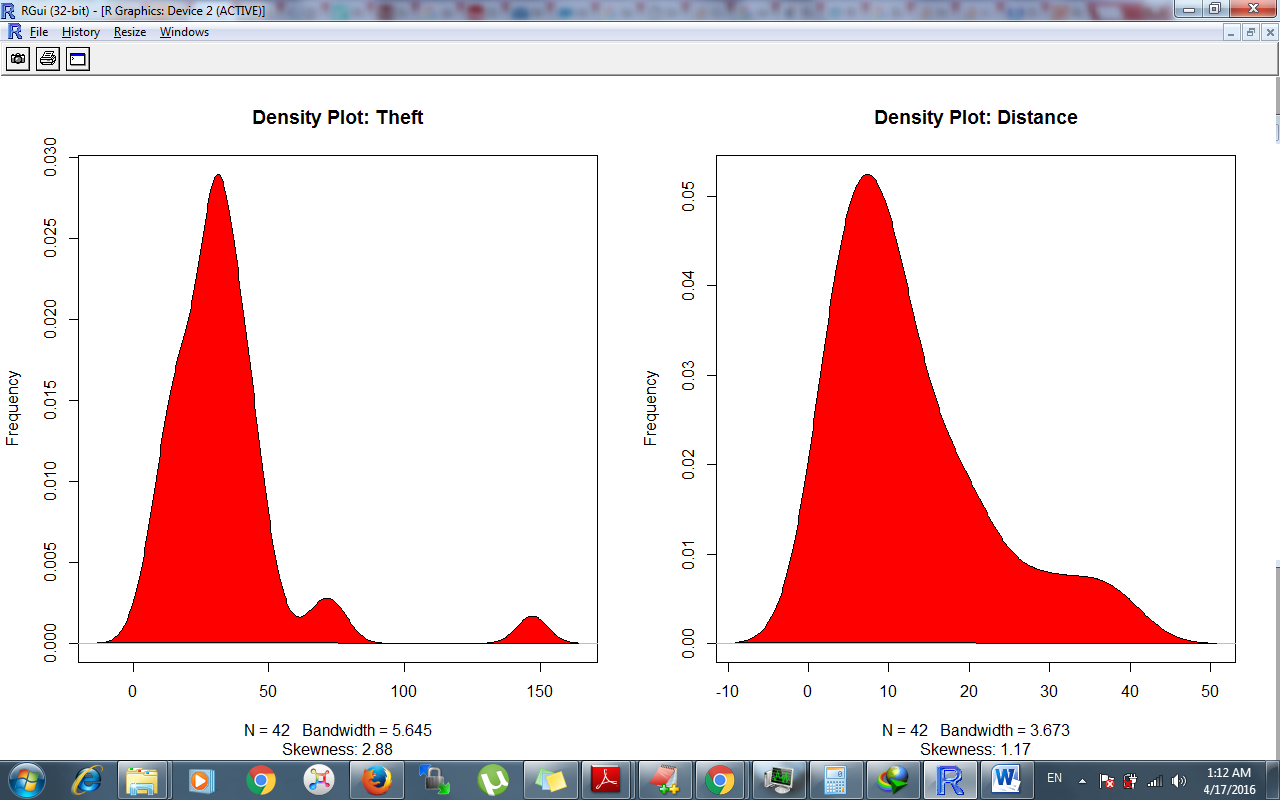 RGui (32-bit) - [R Graphics: Device 2 (ACTIVE)]
File History Resize Windows
Density Plot: Theft
Frequency
0.030
0.025
0.020
0.015
0.010
0.005
0.000
0 50 100 150
N = 42 Bandwidth = 5.645
Skewness: 2.88
Density Plot: Distance
Frequency
0.05
0.04
0.03
0.02
0.01
0.00
-10 0 10 20 30 40 50
N = 42 Bandwidth = 3.673
Skewness: 1.17
EN
1:12 AM
4/17/2016